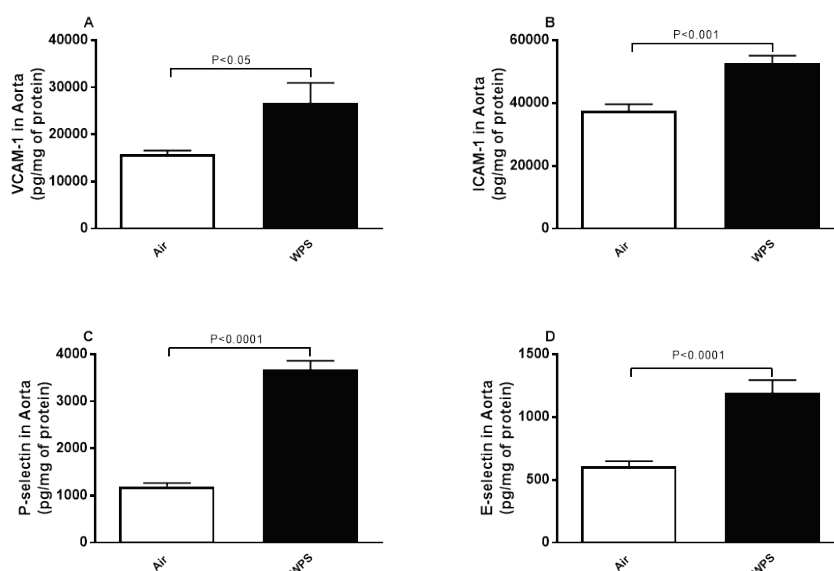 A
VCAM-1 in Aorta
(pg/mg of protein)
40000
30000
20000
10000
0
P<0.05
Air
WPS
B
ICAM-1 in Aorta
(pg/mg of protein)
60000
40000
20000
0
P<0.001
Air
WPS
C
P-selectin in Aorta
(pg/mg of protein)
4000
3000
2000
1000
0
P<0.0001
Air
WPS
D
E-selectin in Aorta
(pg/mg of protein)
1500
1000
500
0
P<0.0001
Air
WPS